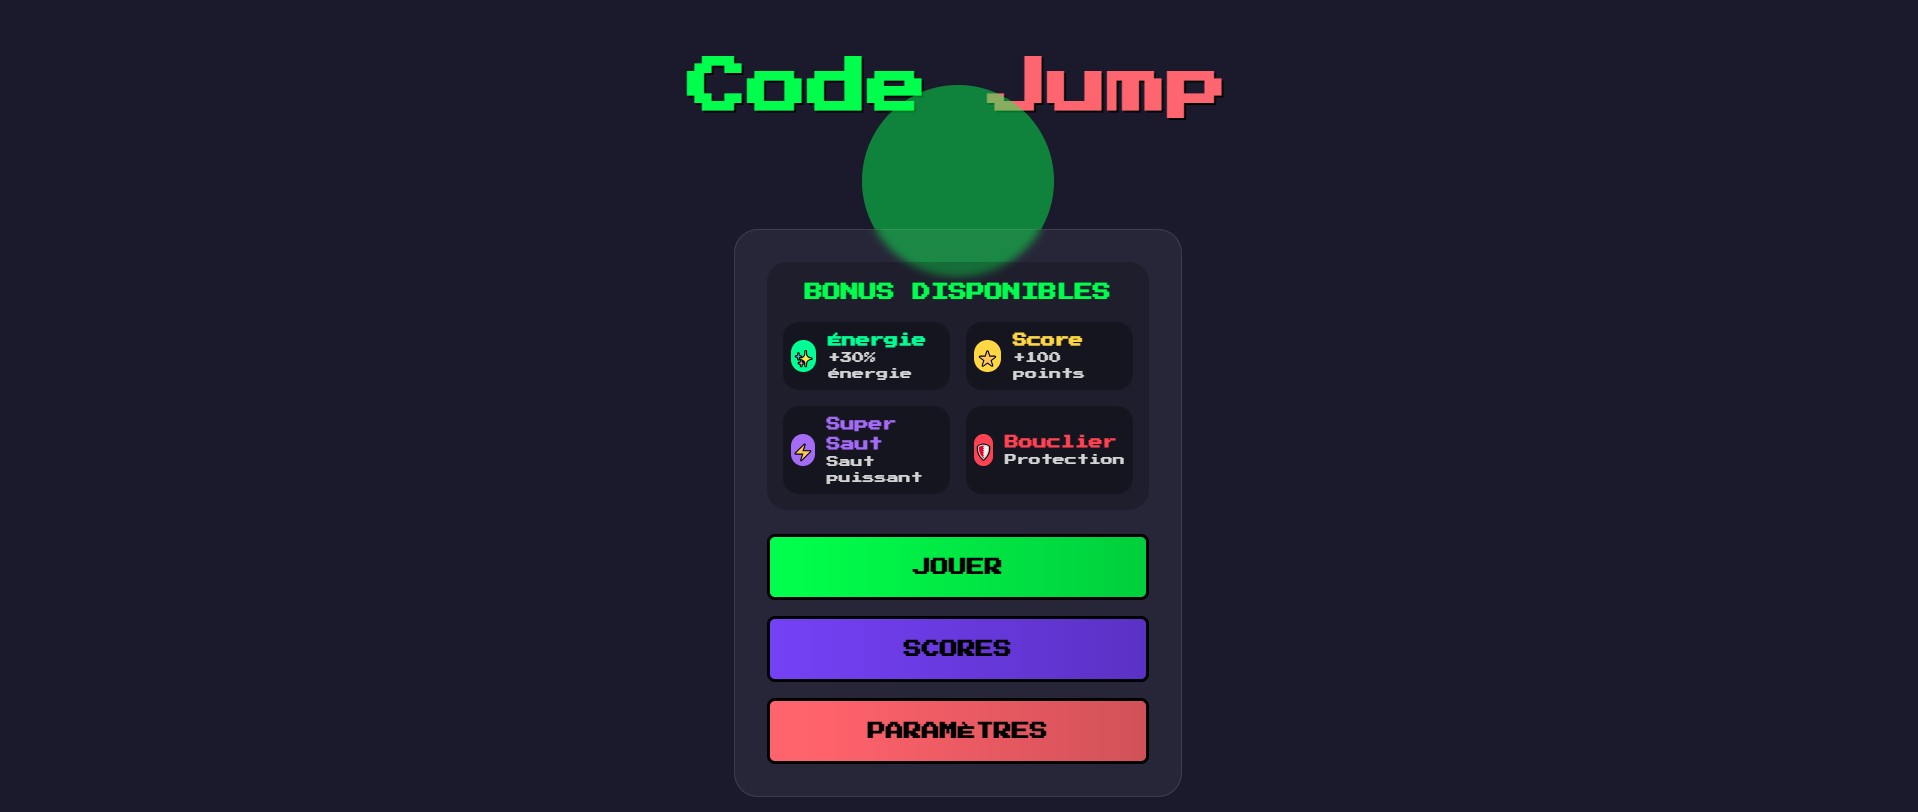 Code Jump
BONUS DISPONIBLES
Énergie
+30%
énergie
Score
+100
points
Super
Saut
Saut
puissant
Bouclier
Protection
JOUER
SCORES
PARAMÈTRES